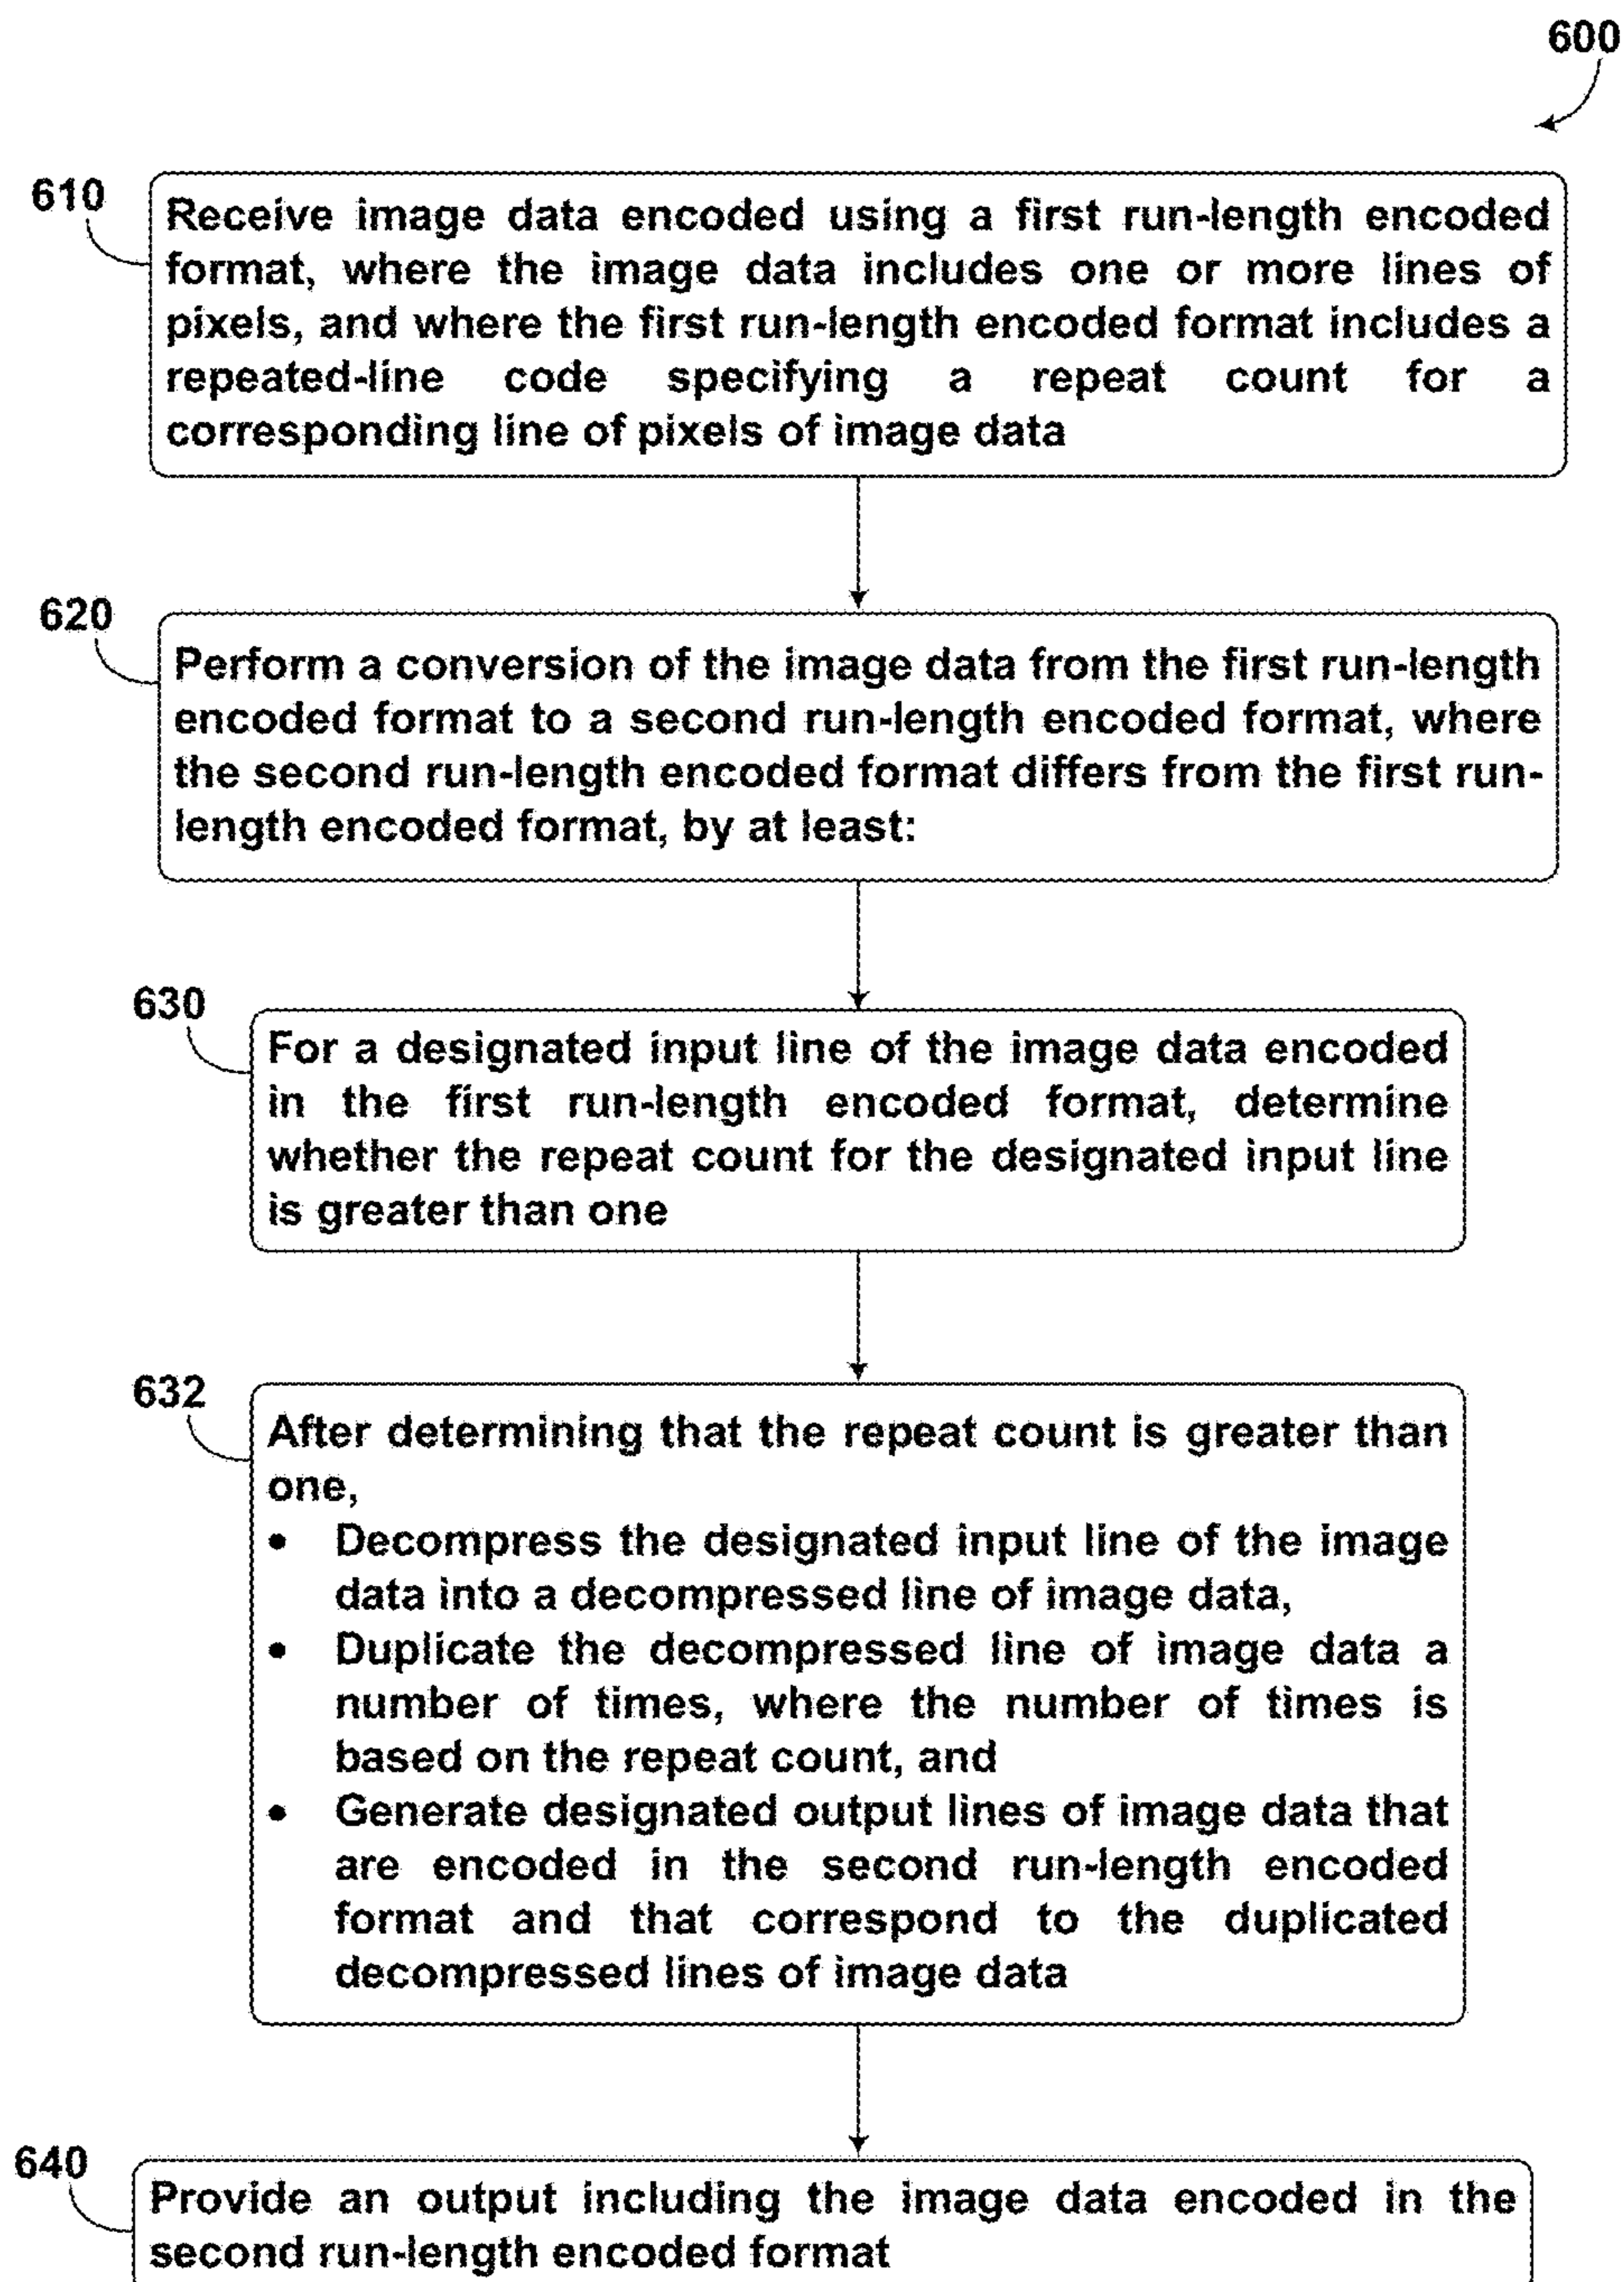 600
610
Receive image data encoded using a first run-length encoded
format, where the image data includes one or more lines of
pixels, and where the first run-length encoded format includes a
repeated-line code specifying a repeat count for a
corresponding line of pixels of image data
620
Perform a conversion of the image data from the first run-length
encoded format to a second run-length encoded format, where
the second run-length encoded format differs from the first run-
length encoded format, by at least:
630
For a designated input line of the image data encoded
in the first run-length encoded format, determine
whether the repeat count for the designated input line
is greater than one
632
After determining that the repeat count is greater than
one,
• Decompress the designated input line of the image
data into a decompressed line of image data,
• Duplicate the decompressed line of image data a
number of times, where the number of times is
based on the repeat count, and
• Generate designated output lines of image data that
are encoded in the second run-length encoded
format and that correspond to the duplicated
decompressed lines of image data
640
Provide an output including the image data encoded in the
second run-length encoded format